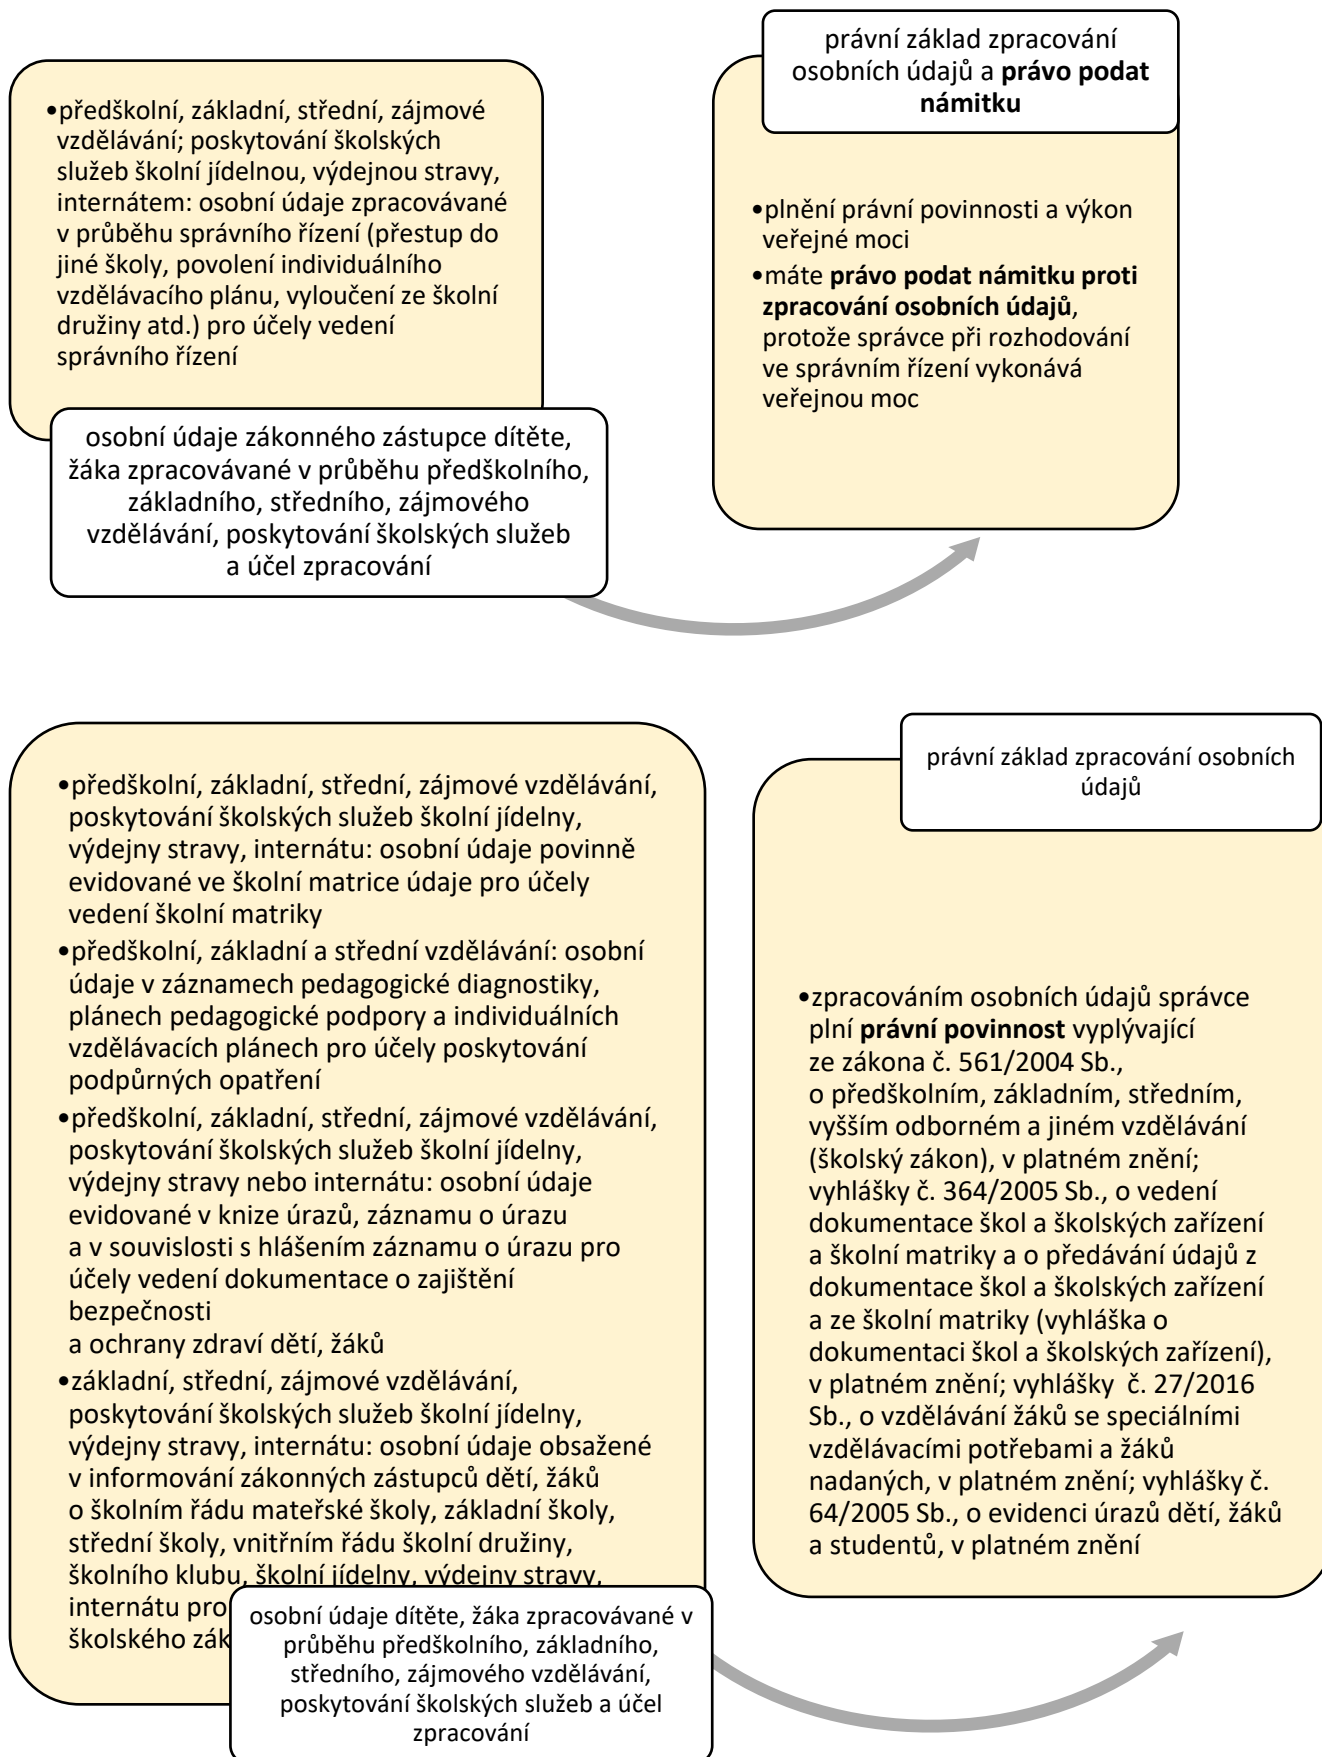 •předškolní, základní, střední, zájmové
vzdělávání; poskytování školských
služeb školní jídelnou, výdejnou stravy,
internátem: osobní údaje zpracovávané
v průběhu správního řízení (přestup do
jiné školy, povolení individuálního
vzdělávacího plánu, vyloučení ze školní
družiny atd.) pro účely vedení
správního řízení
osobní údaje zákonného zástupce dítěte,
žáka zpracovávané v průběhu předškolního,
základního, středního, zájmového
vzdělávání, poskytování školských služeb
a účel zpracování
právní základ zpracování
osobních údajů a právo podat
námitku
•plnění právní povinnosti a výkon
veřejné moci
•máte právo podat námitku proti
zpracování osobních údajů,
protože správce při rozhodování
ve správním řízení vykonává
veřejnou moc
•předškolní, základní, střední, zájmové vzdělávání,
poskytování školských služeb školní jídelny,
výdejny stravy, internátu: osobní údaje povinně
evidované ve školní matrice údaje pro účely
vedení školní matriky
•předškolní, základní a střední vzdělávání: osobní
údaje v záznamech pedagogické diagnostiky,
plánech pedagogické podpory a individuálních
vzdělávacích plánech pro účely poskytování
podpůrných opatření
•předškolní, základní, střední, zájmové vzdělávání,
poskytování školských služeb školní jídelny,
výdejny stravy nebo internátu: osobní údaje
evidované v knize úrazů, záznamu o úrazu
a v souvislosti s hlášením záznamu o úrazu pro
účely vedení dokumentace o zajištění
bezpečnosti
a ochrany zdraví dětí, žáků
•základní, střední, zájmové vzdělávání,
poskytování školských služeb školní jídelny,
výdejny stravy, internátu: osobní údaje obsažené
v informování zákonných zástupců dětí, žáků
o školním řádu mateřské školy, základní školy,
střední školy, vnitřním řádu školní družiny,
školního klubu, školní jídelny, výdejny stravy,
internátu pro
školského zák
osobní údaje dítěte, žáka zpracovávané v
průběhu předškolního, základního,
středního, zájmového vzdělávání,
poskytování školských služeb a účel
zpracování
právní základ zpracování osobních
údajů
•zpracováním osobních údajů správce
plní právní povinnost vyplývající
ze zákona č. 561/2004 Sb.,
o předškolním, základním, středním,
vyšším odborném a jiném vzdělávání
(školský zákon), v platném znění;
vyhlášky č. 364/2005 Sb., o vedení
dokumentace škol a školských zařízení
a školní matriky a o předávání údajů z
dokumentace škol a školských zařízení
a ze školní matriky (vyhláška o
dokumentaci škol a školských zařízení),
v platném znění; vyhlášky  č. 27/2016
Sb., o vzdělávání žáků se speciálními
vzdělávacími potřebami a žáků
nadaných, v platném znění; vyhlášky č.
64/2005 Sb., o evidenci úrazů dětí, žáků
a studentů, v platném znění